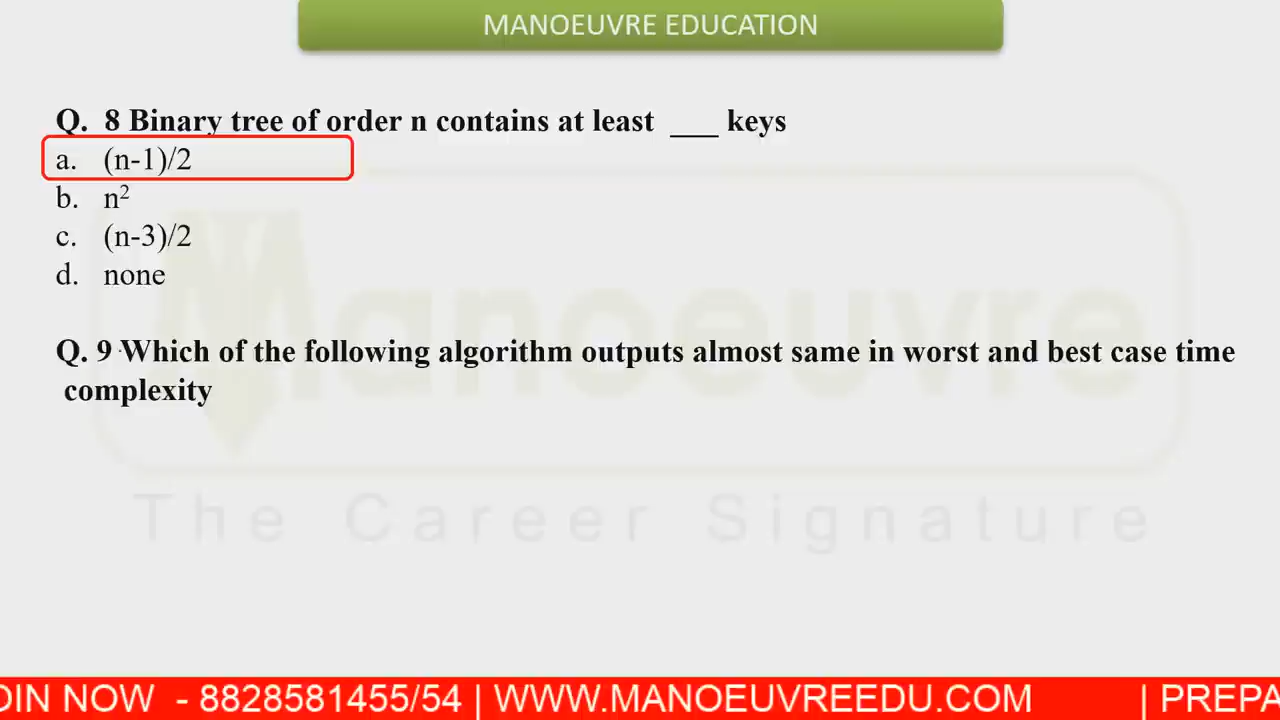 MANOEUVRE EDUCATION
Q. 8 Binary tree of order n contains at least ___ keys
a. (n-1)/2
b. n²
c. (n-3)/2
d. none
Manoeuvre
Q. 9 Which of the following algorithm outputs almost same in worst and best case time
complexity
The Career Signature
OIN NOW - 8828581455/54 | WWW.MANOEUVREEDU.COM | PREPA